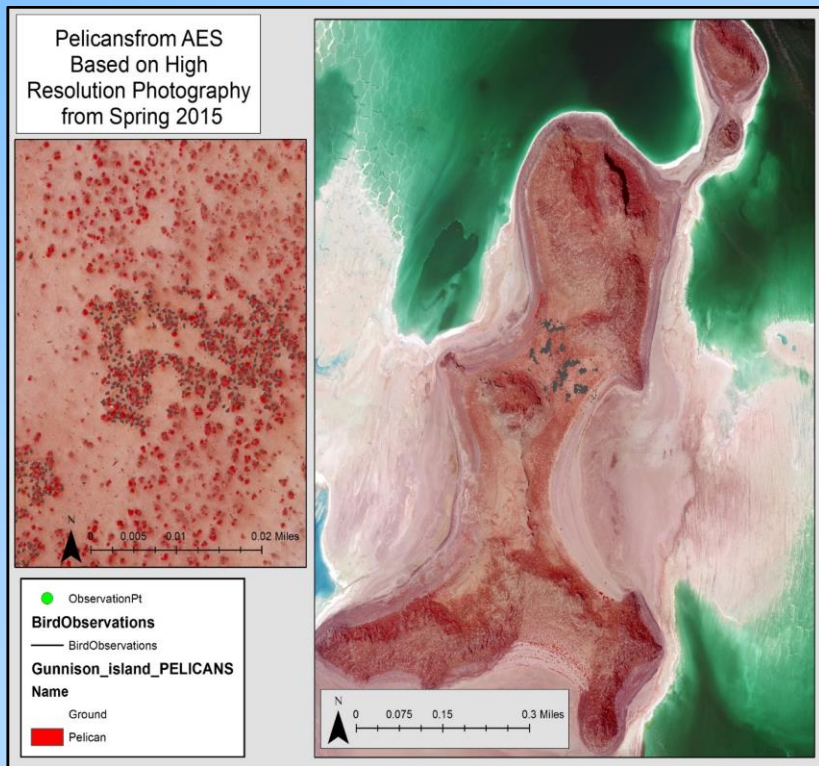 Pelicansfrom AES
Based on High
Resolution Photography
from Spring 2015
N
0 0.005 0.01 0.02 Miles
ObservationPt
BirdObservations
BirdObservations
Gunnison_island_PELICANS
Name
Ground
Pelican
N
0 0.075 0.15 0.3 Miles